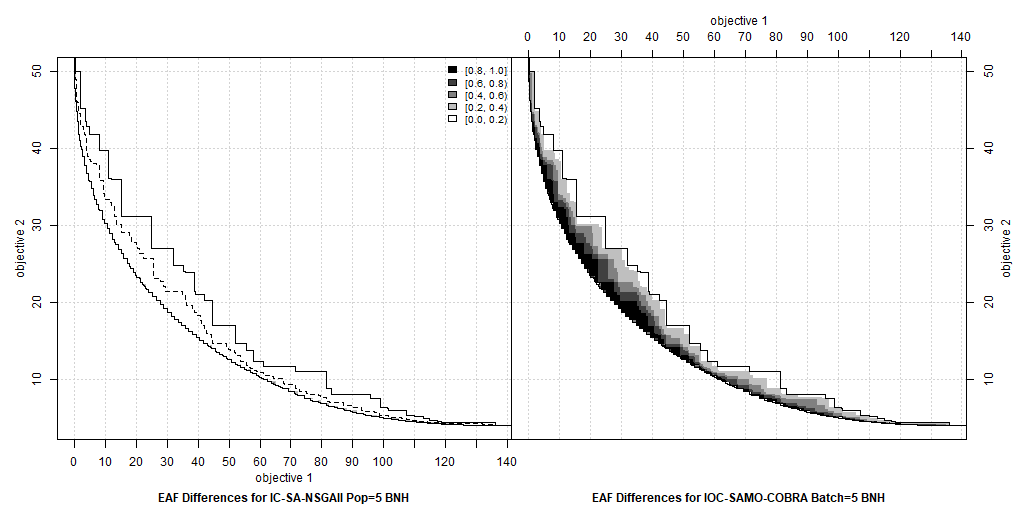 objective 1
0 10 20 30 40 50 60 70 80 100 120 140
50
40
30
20
10
objective 2
[0.8, 1.0]
[0.6, 0.8)
[0.4, 0.6)
[0.2, 0.4)
[0.0, 0.2)
50
40
30
20
10
objective 2
0 10 20 30 40 50 60 70 80 100 120 140
objective 1
EAF Differences for IC-SA-NSGAII Pop=5 BNH
EAF Differences for IOC-SAMO-COBRA Batch=5 BNH